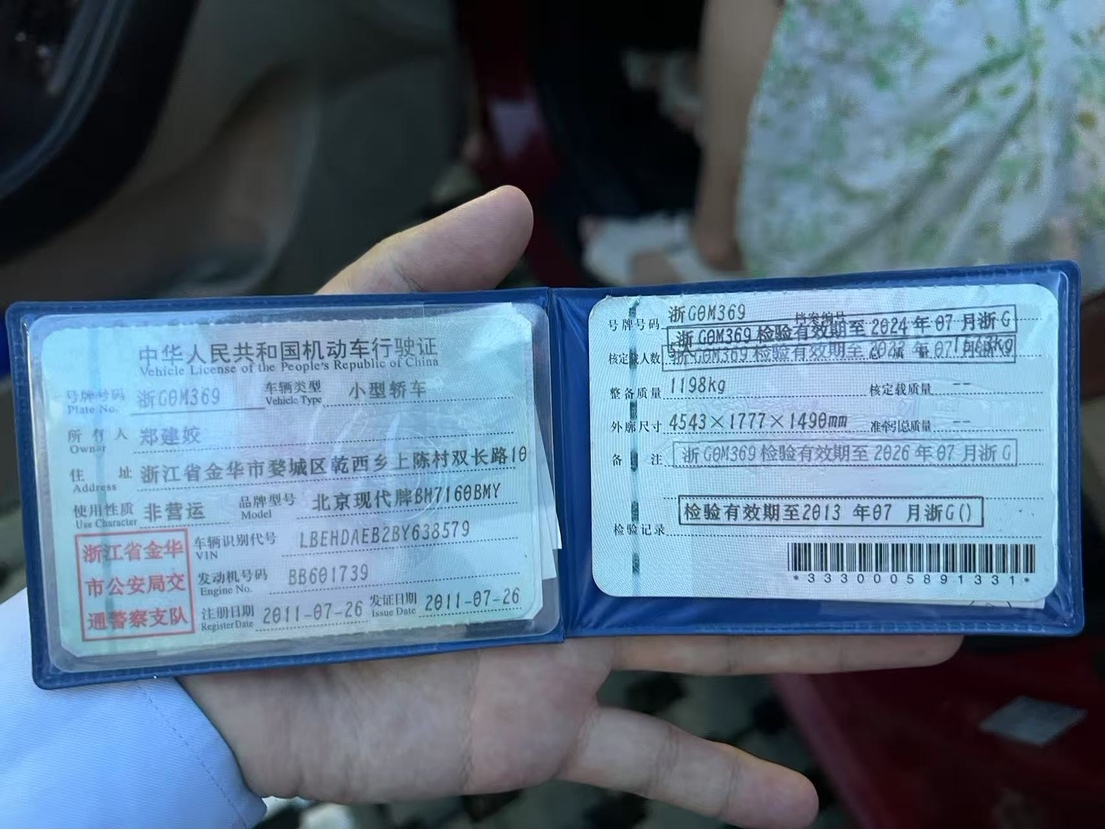 中华人民共和国机动车行驶证
Vehicle License of the People's Republic of China
号牌号码 浙G0M369 车辆类型 小型轿车
Plate No. Vehicle Type
所有人 郑建姣
Owner
住址 浙江省金华市婺城区乾西乡上陈村双长路10
Address
使用性质 非营运 品牌型号 北京现代牌BH7160BMY
Use Character Model
浙江省金华
市公安局交
通警察支队
车辆识别代号 LBEHDAEB2BY638579
VIN
发动机号码 BB601739
Engine No.
注册日期 2011-07-26 发证日期 2011-07-26
Register Date Issue Date
号牌号码 浙G0M369 档案编号
浙G0M369检验有效期至2024年07月浙G
核定载人数
整备质量 1198kg 核定载质量 --
外廓尺寸 4543×1777×1490mm 准牵引总质量 --
备注 浙G0M369检验有效期至2026年07月浙G
检验有效期至2013 年07 月浙G()
检验记录
*3330005891331*